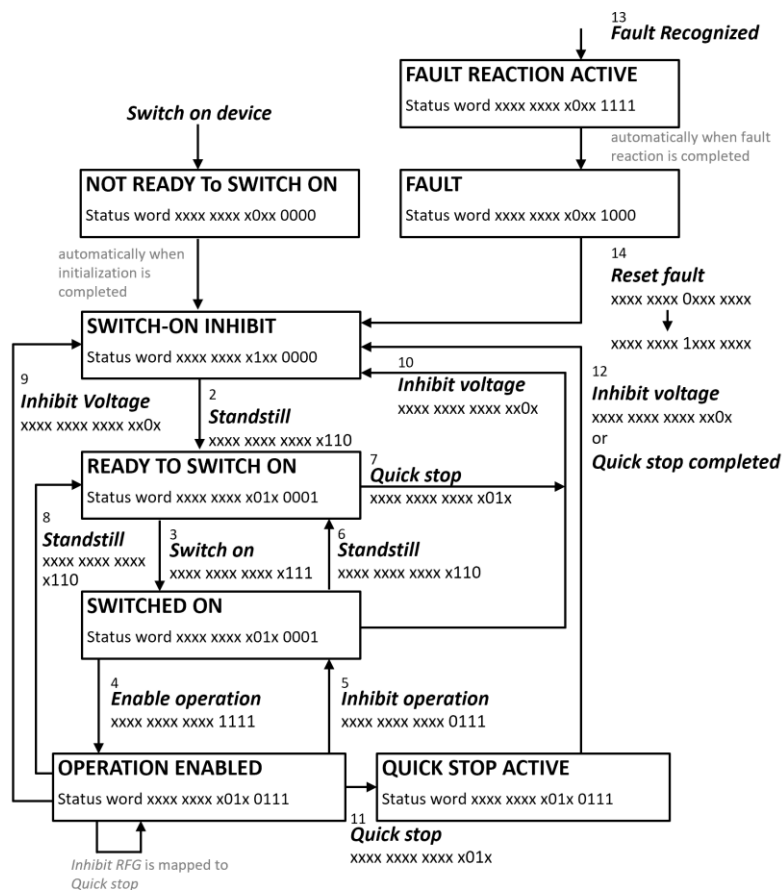 13
Fault Recognized
FAULT REACTION ACTIVE
Status word xxxx xxxx x0xx 1111
automatically when fault
reaction is completed
Switch on device
NOT READY To SWITCH ON
Status word xxxx xxxx x0xx 0000
FAULT
Status word xxxx xxxx x0xx 1000
automatically when
initialization is
completed
14
Reset fault
xxxx xxxx 0xxx xxxx
xxxx xxxx 1xxx xxxx
SWITCH-ON INHIBIT
Status word xxxx xxxx x1xx 0000
9
Inhibit Voltage
xxxx xxxx xxxx xx0x
2
Standstill
xxxx xxxx xxxx x110
10
Inhibit voltage
xxxx xxxx xxxx xx0x
12
Inhibit voltage
xxxx xxxx xxxx xx0x
or
Quick stop completed
READY TO SWITCH ON
Status word xxxx xxxx x01x 0001
7
Quick stop
xxxx xxxx xxxx x01x
8
Standstill
xxxx xxxx xxxx
x110
3
Switch on
xxxx xxxx xxxx x111
6
Standstill
xxxx xxxx xxxx x110
SWITCHED ON
Status word xxxx xxxx x01x 0001
4
Enable operation
xxxx xxxx xxxx 1111
5
Inhibit operation
xxxx xxxx xxxx 0111
OPERATION ENABLED
Status word xxxx xxxx x01x 0111
QUICK STOP ACTIVE
Status word xxxx xxxx x01x 0111
11
Quick stop
xxxx xxxx xxxx x01x
Inhibit RFG is mapped to
Quick stop